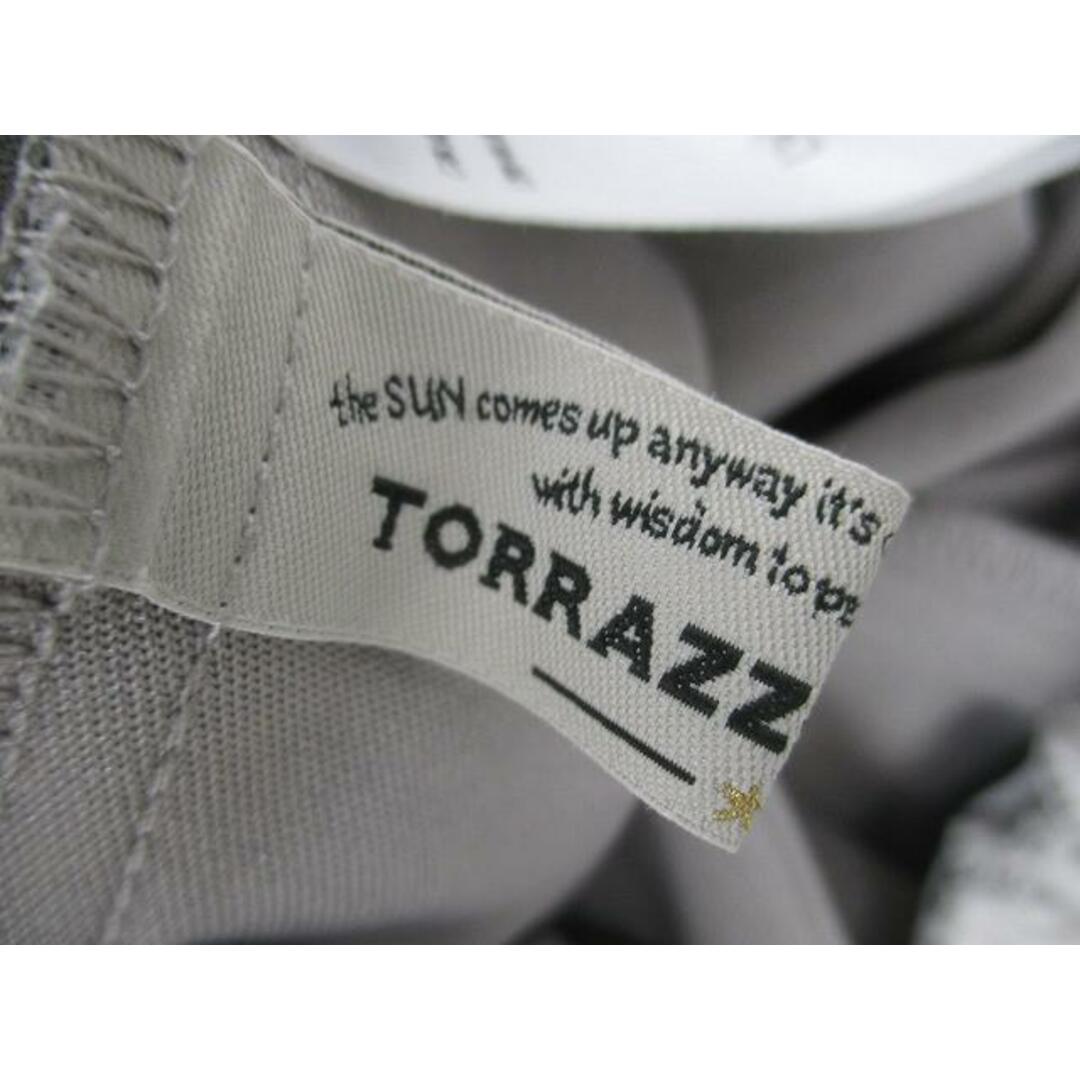 the SUN comes up anyway it's
with wisdom to
TORRAZZ